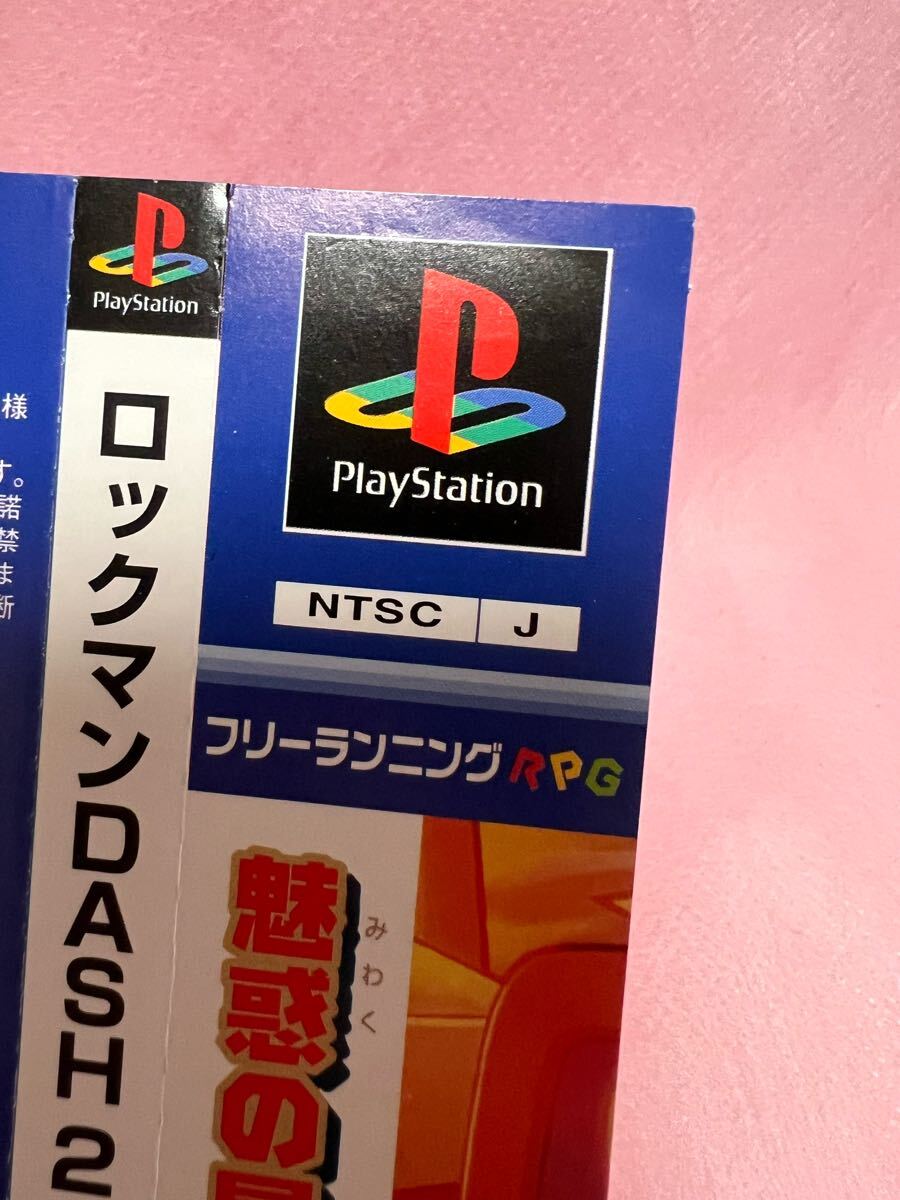 PlayStation
ロックマンDASH 2
様
す。
諾
禁
ま
断
PlayStation
NTSC J
フリーランニングRPG
魅惑の
みわく